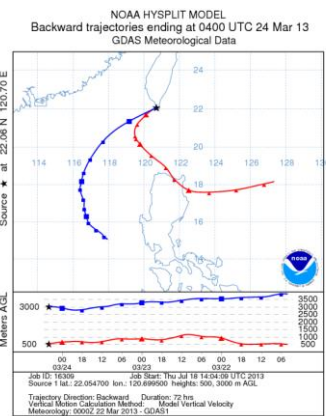 NOAA HYSPLIT MODEL
Backward trajectories ending at 0400 UTC 24 Mar 13
GDAS Meteorological Data
Source ★ at 22.06 N 120.70 E
24
22
114 116 118 120 122 124 126 128 130
20
18
16
14
noaa
Meters AGL
3000
500
3500
3000
2500
2000
1500
1000
500
00 18 12 06 00 18 12 06 00 18 12 06
03/24 03/23 03/22
Job ID: 16309 Job Start: Thu Jul 18 14:04:09 UTC 2013
Source 1 lat.: 22.054700 lon.: 120.699500 heights: 500, 3000 m AGL
Trajectory Direction: Backward Duration: 72 hrs
Vertical Motion Calculation Method: Model Vertical Velocity
Meteorology: 0000Z 22 Mar 2013 - GDAS1